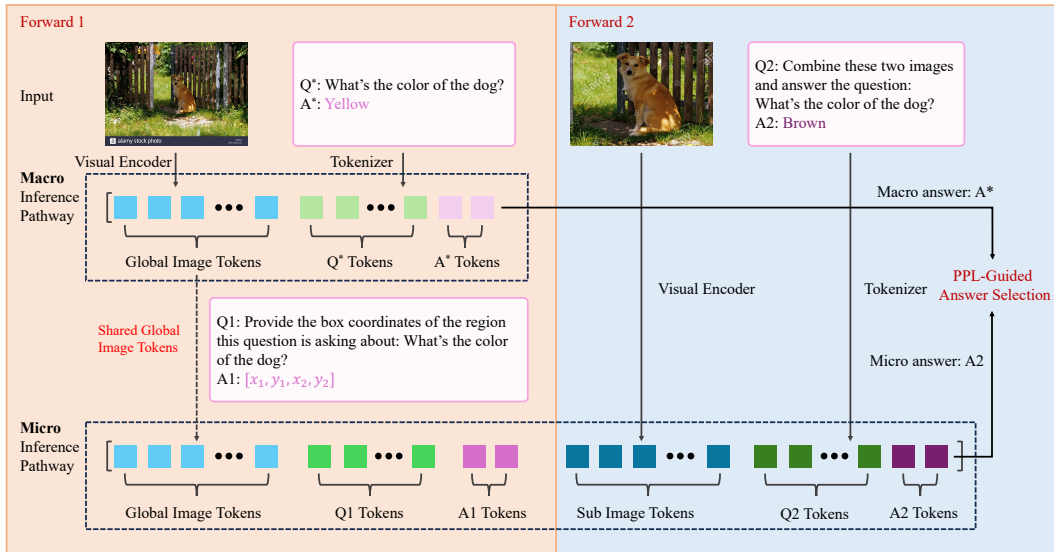 Forward 1
Forward 2
Input
Q*: What's the color of the dog?
A*: Yellow
Q2: Combine these two images
and answer the question:
What's the color of the dog?
A2: Brown
alamy stock photo
Visual Encoder
Tokenizer
Macro
Inference
Pathway
Global Image Tokens
Q* Tokens
A* Tokens
Macro answer: A*
PPL-Guided
Answer Selection
Visual Encoder
Tokenizer
Shared Global
Image Tokens
Q1: Provide the box coordinates of the region
this question is asking about: What's the color
of the dog?
A1: [x₁, y₁, x₂, y₂]
Micro answer: A2
Micro
Inference
Pathway
Global Image Tokens
Q1 Tokens
A1 Tokens
Sub Image Tokens
Q2 Tokens
A2 Tokens